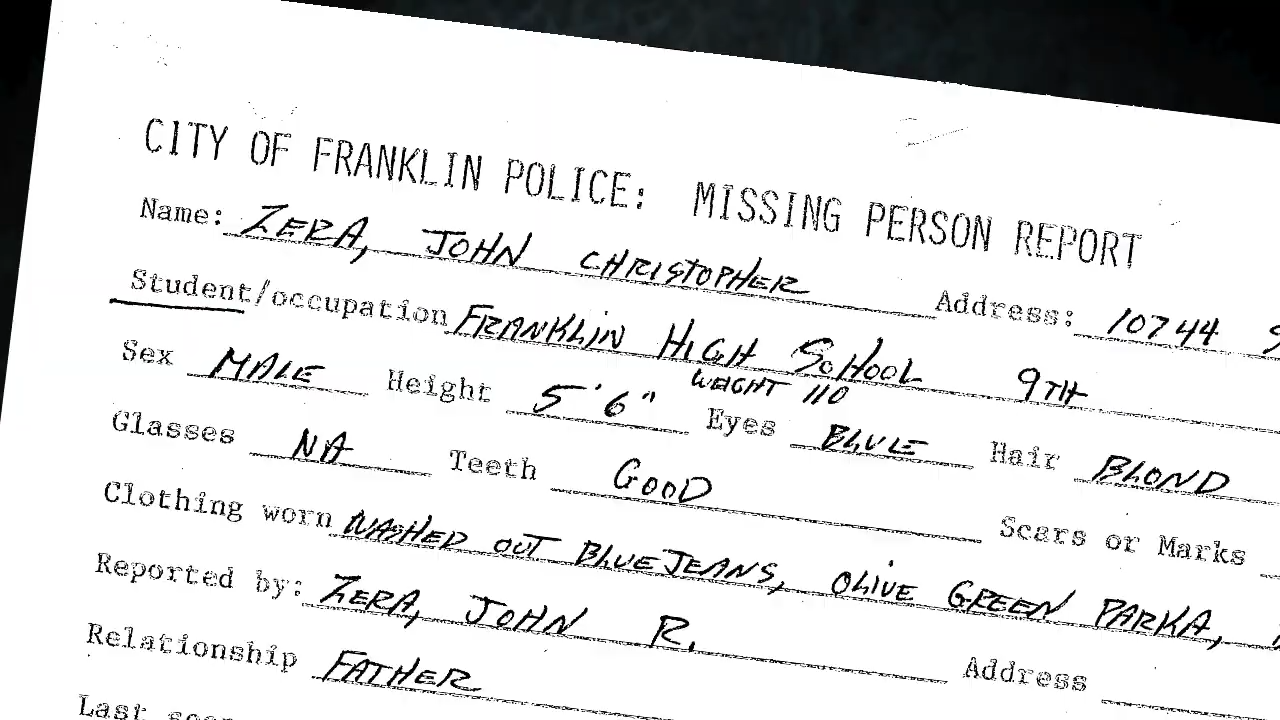 CITY OF FRANKLIN POLICE: MISSING PERSON REPORT
Name: ZERA, JOHN CHRISTOPHER Address: 10744
Student/occupation FRANKLIN HIGH SCHOOL 9TH
Sex MALE Height 5'6" WEIGHT 110 Eyes BLUE Hair BLOND
Glasses NA Teeth GOOD Scars or Marks
Clothing worn WASHED OUT BLUE JEANS, OLIVE GREEN PARKA,
Reported by: ZERA, JOHN R. Address
Relationship FATHER
Last